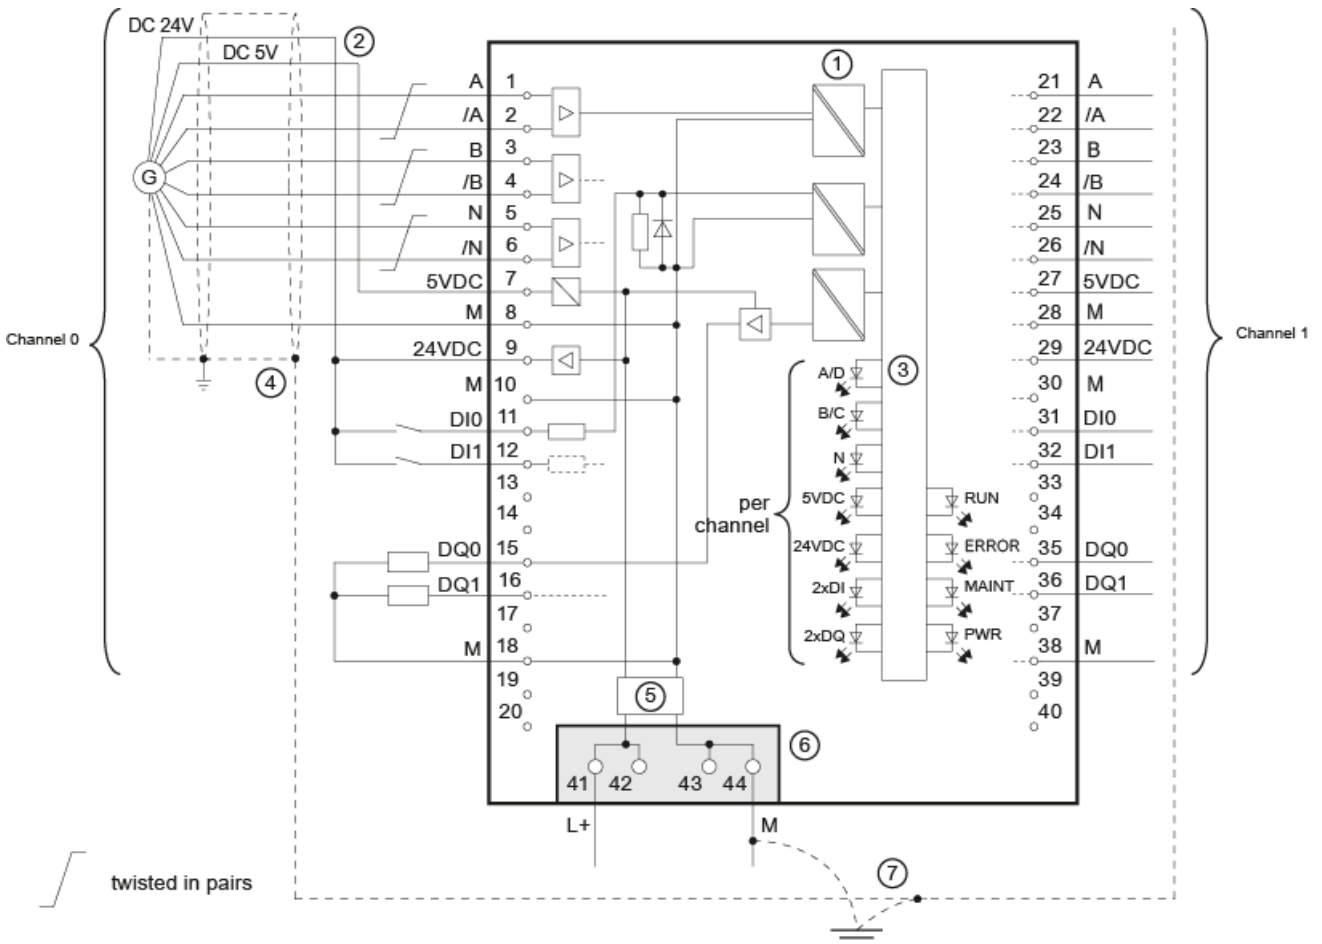 DC 24V
2
DC 5V
1
A 1 21 A
/A 2 22 /A
B 3 23 B
/B 4 24 /B
G
N 5 25 N
/N 6 26 /N
5VDC 7 27 5VDC
M 8 28 M
Channel 0
Channel 1
24VDC 9 29 24VDC
4
3
A/D
M 10 30 M
B/C
DI0 11 31 DI0
DI1 12 32 DI1
N
13 33
5VDC RUN
per
channel
14 34
24VDC ERROR
DQ0 15 35 DQ0
DQ1 16 36 DQ1
2xDI MAINT
17 37
2xDQ PWR
M 18 38 M
19 39
5
20 40
6
41 42 43 44
L+ M
7
twisted in pairs